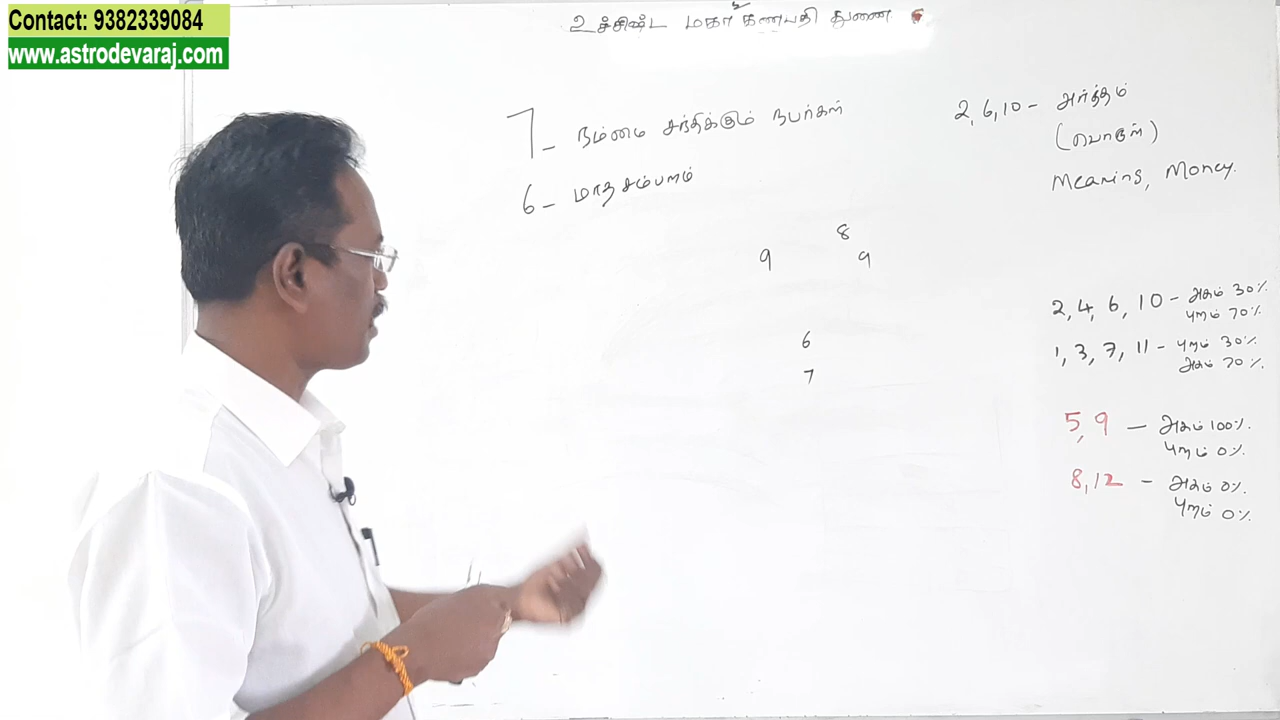 Contact: 9382339084
www.astrodevaraj.com
உச்சிஷ்ட மகா கணபதி துணை
7 - நம்மை சந்திக்கும் நபர்கள்
6 - மாத சம்பளம்
2, 6, 10 - அர்த்தம்
(பொருள்)
Meaning, Money.
8
9 9
6
7
2, 4, 6, 10 - அகம் 30%
புறம் 70%
1, 3, 7, 11 - புறம் 30%
அகம் 70%.
5, 9 - அகம் 100%.
புறம் 0%.
8, 12 - அகம் 0%.
புறம் 0%.